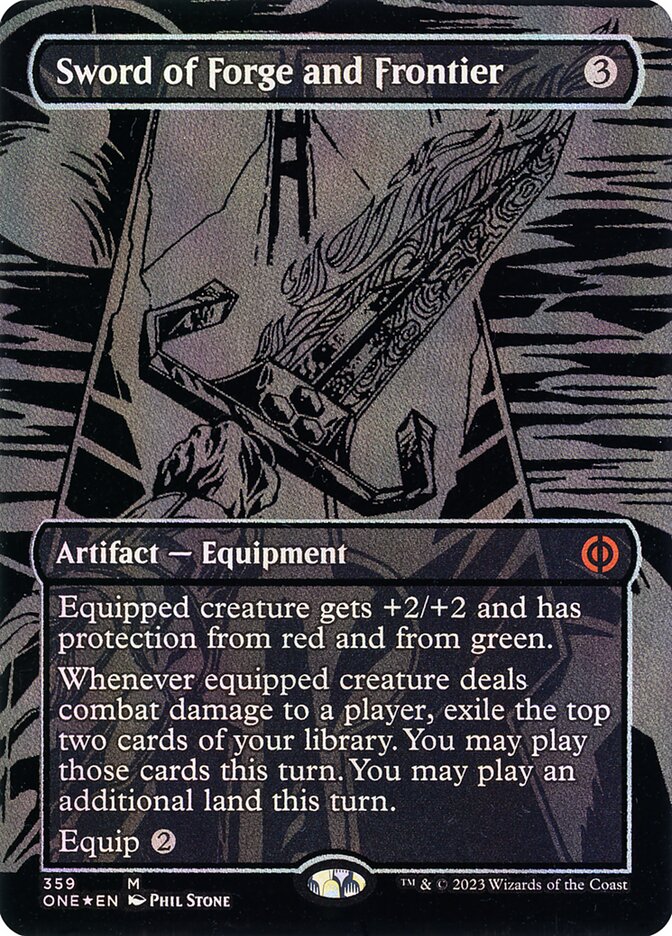 Sword of Forge and Frontier 3
Artifact — Equipment
Equipped creature gets +2/+2 and has
protection from red and from green.
Whenever equipped creature deals
combat damage to a player, exile the top
two cards of your library. You may play
those cards this turn. You may play an
additional land this turn.
Equip 2
359 M
ONE★EN Phil Stone
™ & © 2023 Wizards of the Coast